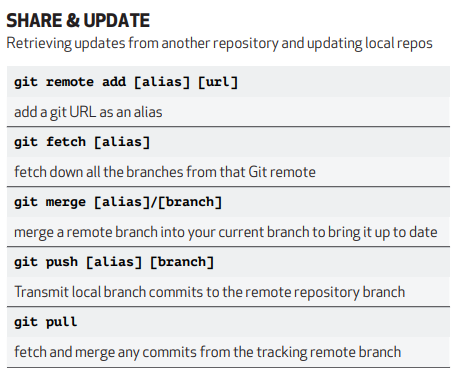 SHARE & UPDATE
Retrieving updates from another repository and updating local repos
git remote add [alias] [url]
add a git URL as an alias
git fetch [alias]
fetch down all the branches from that Git remote
git merge [alias]/[branch]
merge a remote branch into your current branch to bring it up to date
git push [alias] [branch]
Transmit local branch commits to the remote repository branch
git pull
fetch and merge any commits from the tracking remote branch